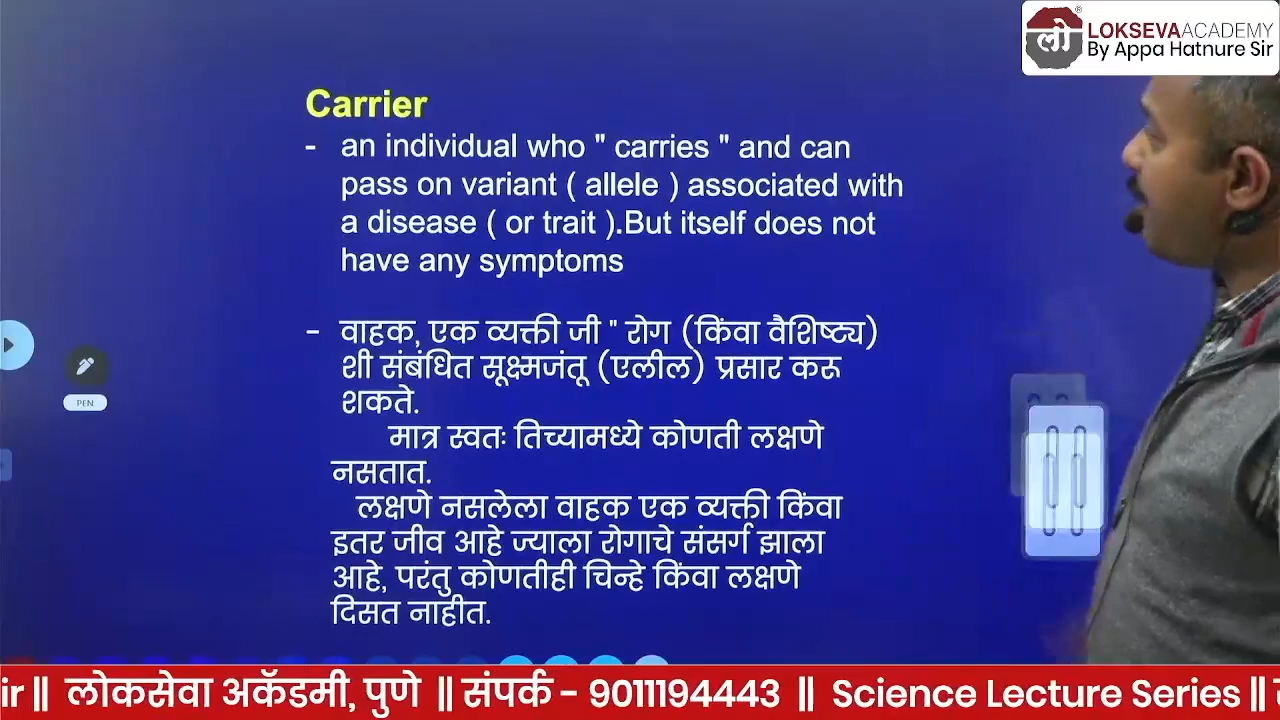 लो
LOKSEVAACADEMY
By Appa Hatnure Sir
Carrier
- an individual who " carries " and can
pass on variant ( allele ) associated with
a disease ( or trait ).But itself does not
have any symptoms
- वाहक, एक व्यक्ती जी " रोग (किंवा वैशिष्ट्य)
शी संबंधित सूक्ष्मजंतू (एलील) प्रसार करू
शकते.
मात्र स्वतः तिच्यामध्ये कोणती लक्षणे
नसतात.
लक्षणे नसलेला वाहक एक व्यक्ती किंवा
इतर जीव आहे ज्याला रोगाचे संसर्ग झाला
आहे, परंतु कोणतीही चिन्हे किंवा लक्षणे
दिसत नाहीत.
PEN
ir || लोकसेवा अकॅडमी, पुणे || संपर्क - 9011194443 || Science Lecture Series ||